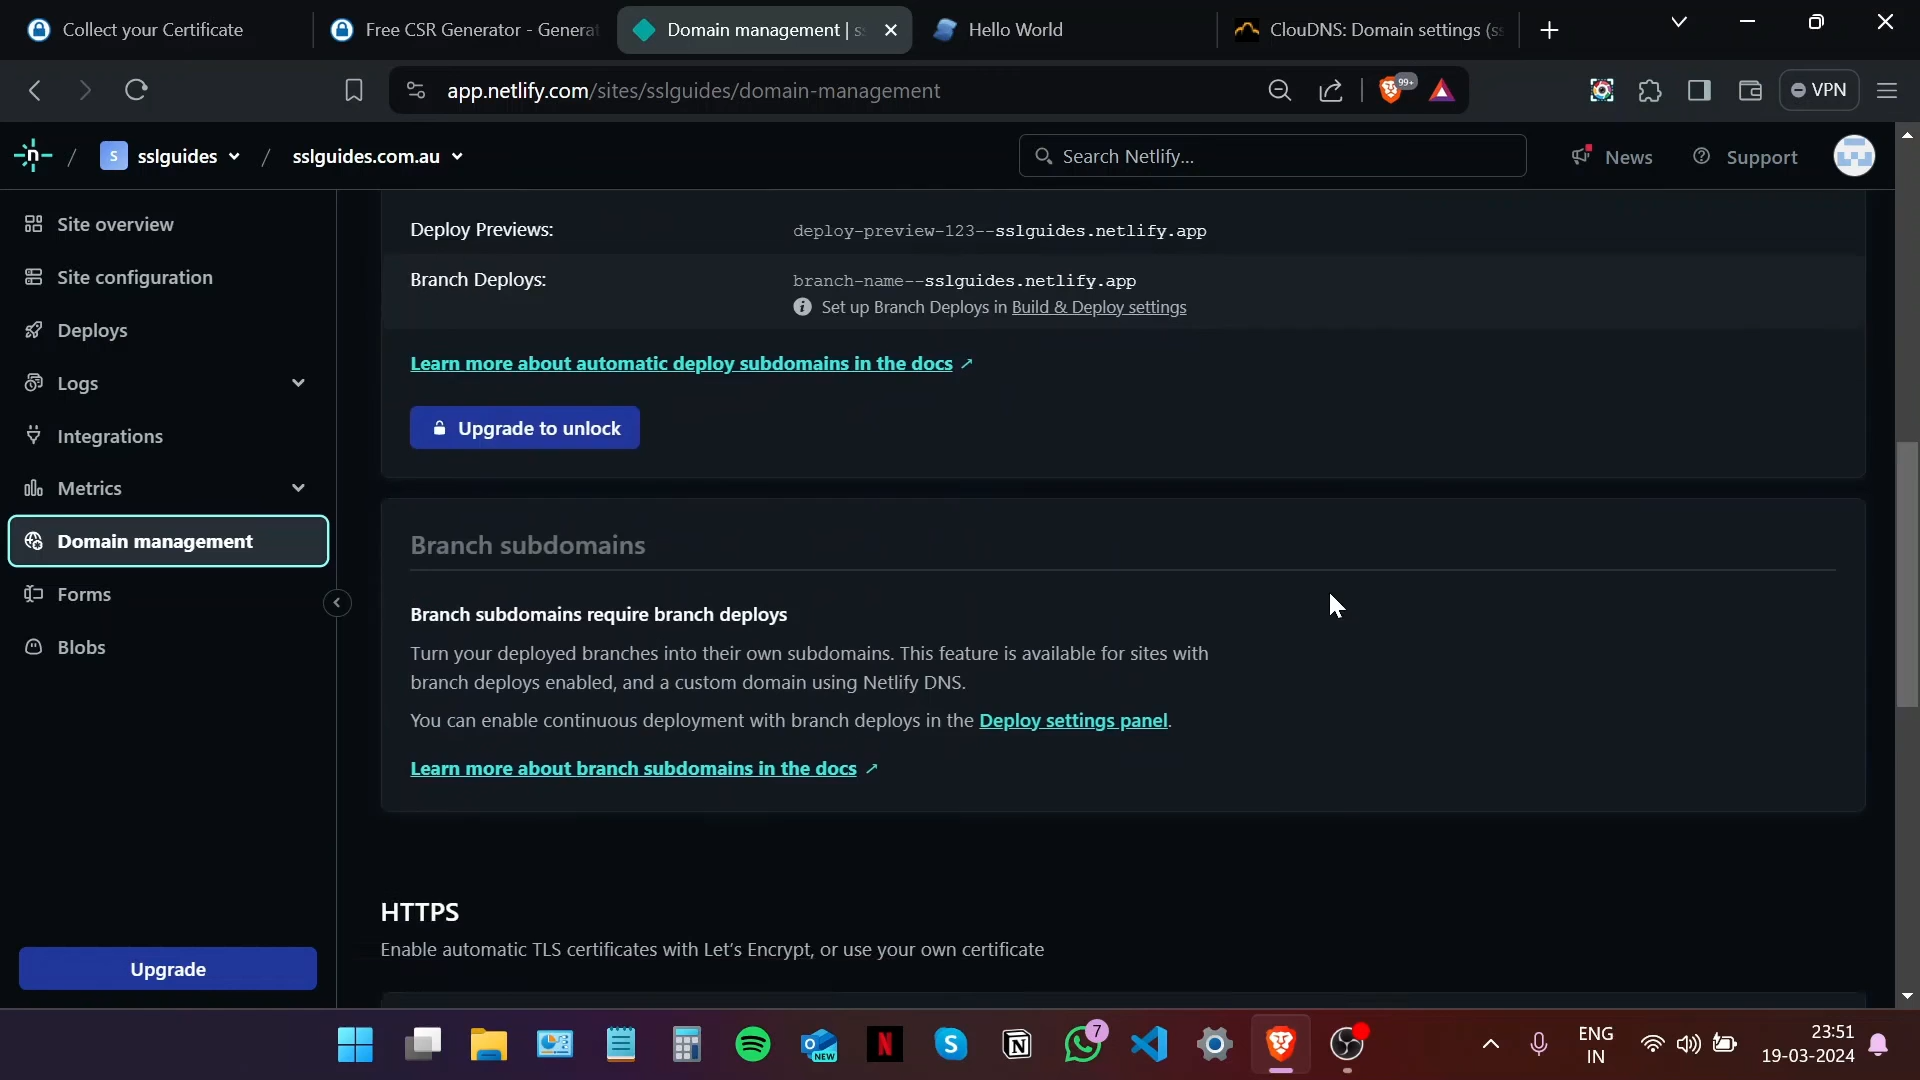 Collect your Certificate
Free CSR Generator - Genera
Domain management | s
Hello World
ClouDNS: Domain settings (ss
app.netlify.com/sites/sslguides/domain-management
99+
VPN
n
/ S sslguides / sslguides.com.au
Search Netlify...
News
Support
Site overview
Site configuration
Deploys
Logs
Integrations
Metrics
Domain management
Forms
Blobs
Upgrade
Deploy Previews:
deploy-preview-123--sslguides.netlify.app
Branch Deploys:
branch-name--sslguides.netlify.app
Set up Branch Deploys in Build & Deploy settings
Learn more about automatic deploy subdomains in the docs
Upgrade to unlock
Branch subdomains
Branch subdomains require branch deploys
Turn your deployed branches into their own subdomains. This feature is available for sites with
branch deploys enabled, and a custom domain using Netlify DNS.
You can enable continuous deployment with branch deploys in the Deploy settings panel.
Learn more about branch subdomains in the docs
HTTPS
Enable automatic TLS certificates with Let's Encrypt, or use your own certificate
NEW
N
S
N
7
ENG
IN
23:51
19-03-2024